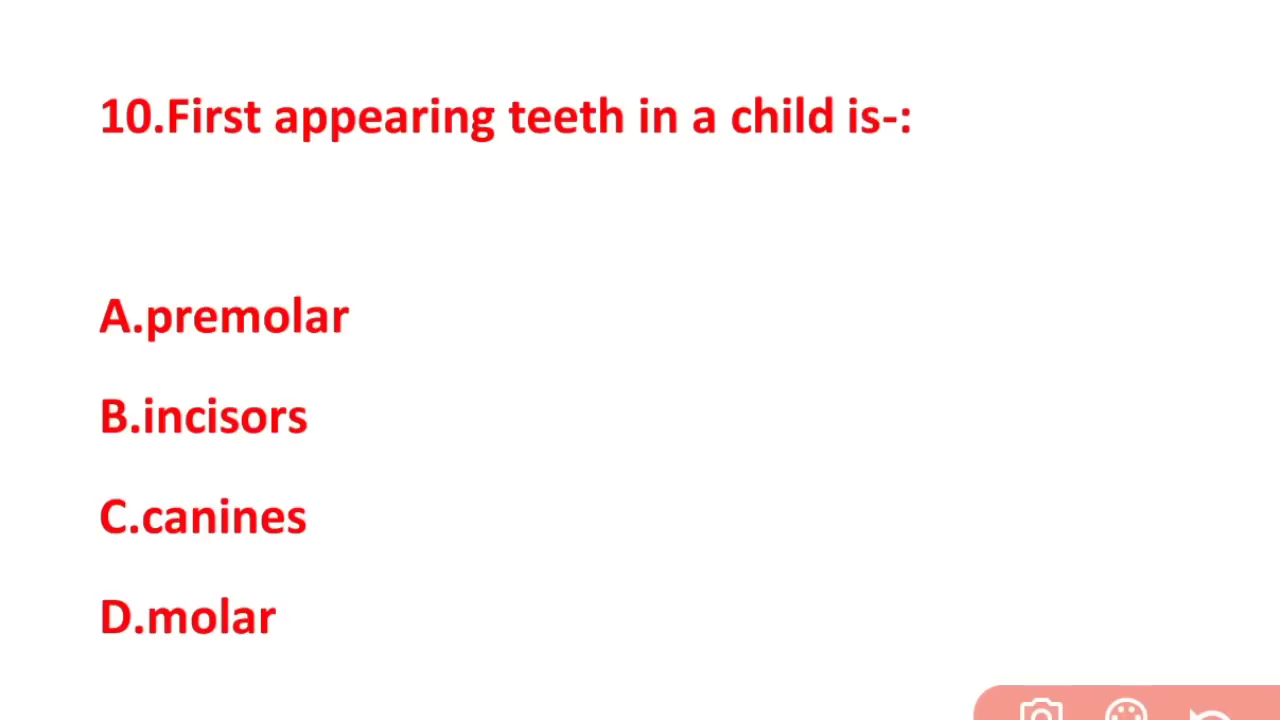 10.First appearing teeth in a child is-:
A.premolar
B.incisors
C.canines
D.molar